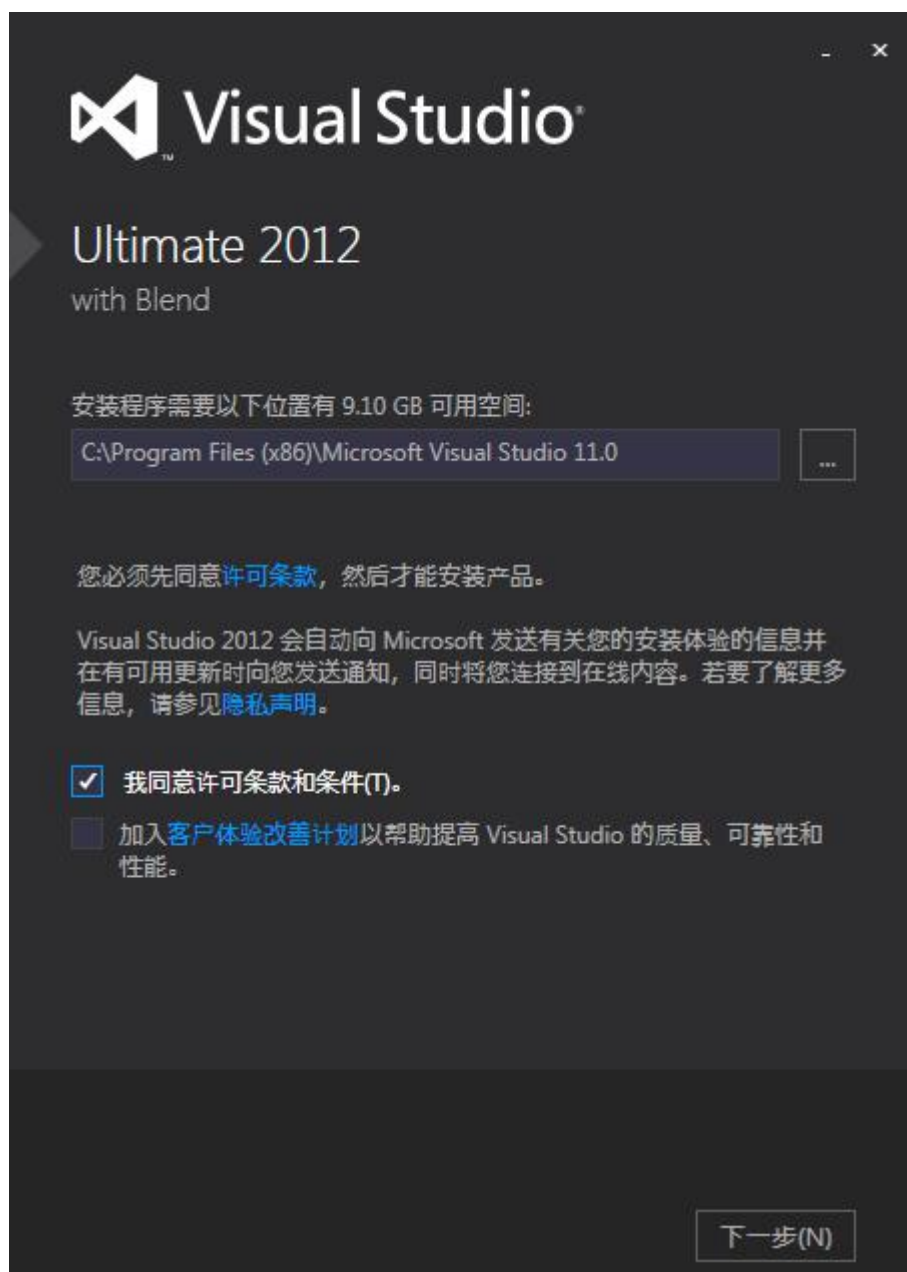 Visual Studio®
™
Ultimate 2012
with Blend
安装程序需要以下位置有 9.10 GB 可用空间:
C:\Program Files (x86)\Microsoft Visual Studio 11.0
...
您必须先同意许可条款，然后才能安装产品。
Visual Studio 2012 会自动向 Microsoft 发送有关您的安装体验的信息并
在有可用更新时向您发送通知，同时将您连接到在线内容。若要了解更多
信息，请参见隐私声明。
我同意许可条款和条件(T)。
加入客户体验改善计划以帮助提高 Visual Studio 的质量、可靠性和
性能。
下一步(N)